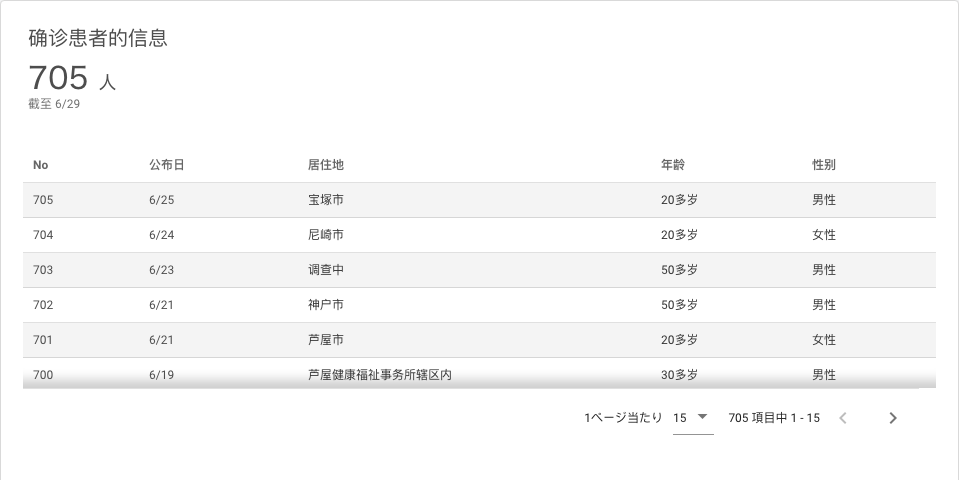 确诊患者的信息
705 人
截至 6/29
No 公布日 居住地 年龄 性别
705 6/25 宝塚市 20多岁 男性
704 6/24 尼崎市 20多岁 女性
703 6/23 调查中 50多岁 男性
702 6/21 神户市 50多岁 男性
701 6/21 芦屋市 20多岁 女性
700 6/19 芦屋健康福祉事务所辖区内 30多岁 男性
1ページ当たり 15 705 項目中 1 - 15